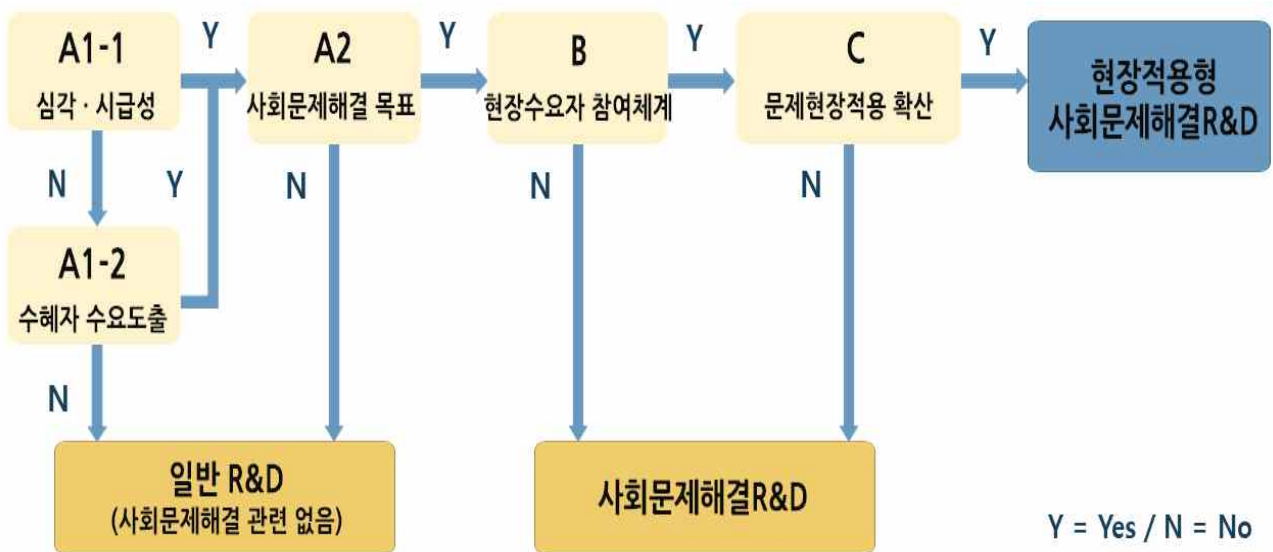 A1-1
심각·시급성
Y
A2
사회문제해결 목표
Y
B
현장수요자 참여체계
Y
C
문제현장적용 확산
Y
현장적용형
사회문제해결R&D
N
Y
N
N
N
A1-2
수혜자 수요도출
N
일반 R&D
(사회문제해결 관련 없음)
사회문제해결R&D
Y = Yes / N = No